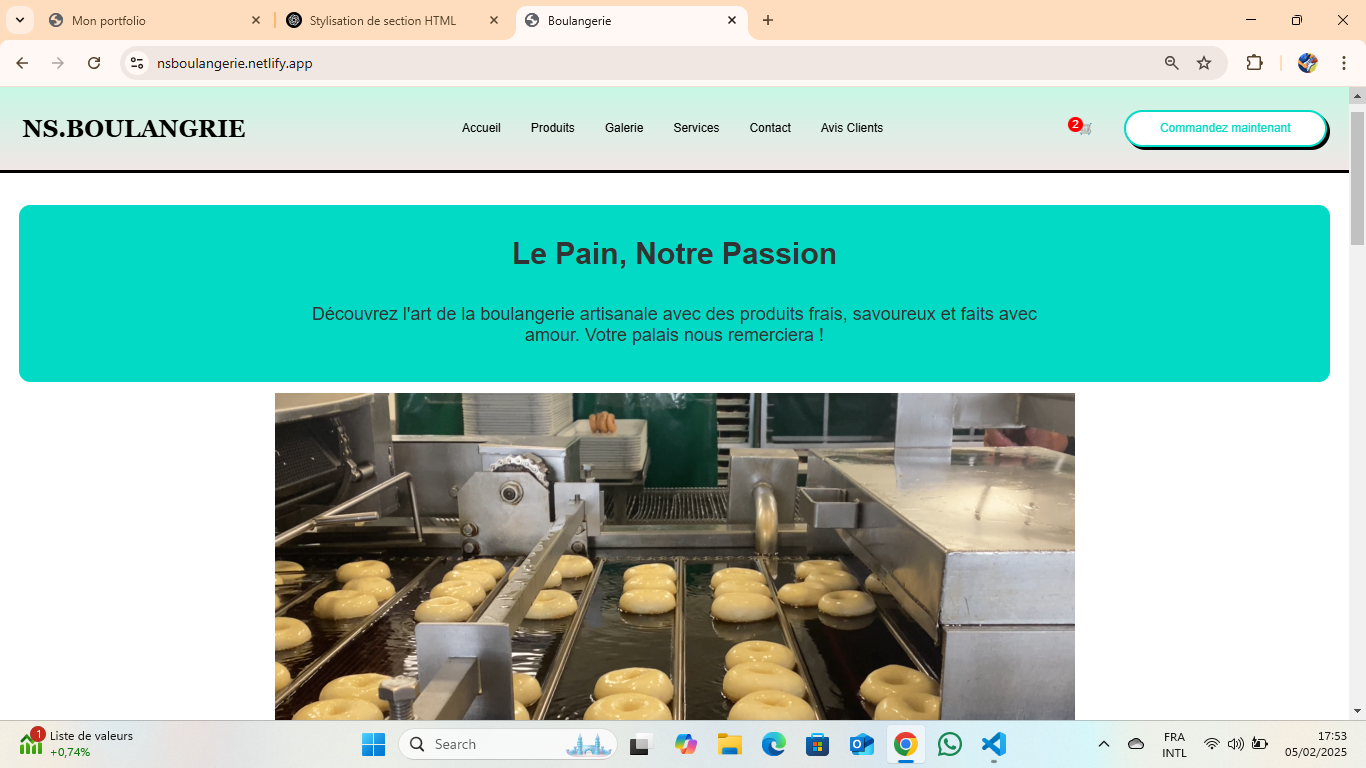 Mon portfolio
Stylisation de section HTML
Boulangerie
nsboulangerie.netlify.app
NS.BOULANGRIE
Accueil
Produits
Galerie
Services
Contact
Avis Clients
2
Commandez maintenant
Le Pain, Notre Passion
Découvrez l'art de la boulangerie artisanale avec des produits frais, savoureux et faits avec
amour. Votre palais nous remerciera !
1
Liste de valeurs
+0,74%
Search
FRA
INTL
17:53
05/02/2025